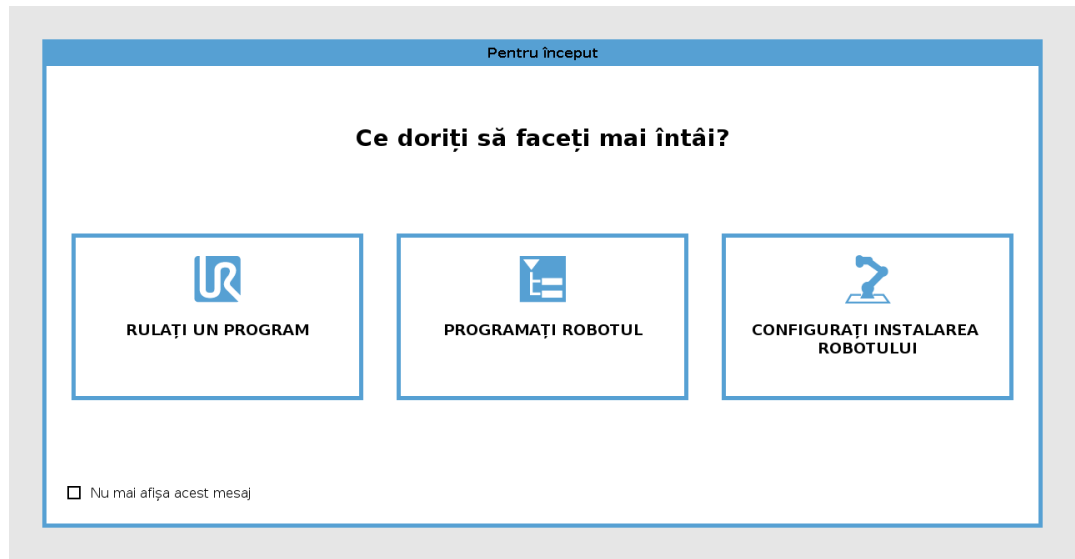 Pentru început
Ce doriți să faceți mai întâi?
RULAȚI UN PROGRAM
PROGRAMAȚI ROBOTUL
CONFIGURAȚI INSTALAREA
ROBOTULUI
Nu mai afișa acest mesaj